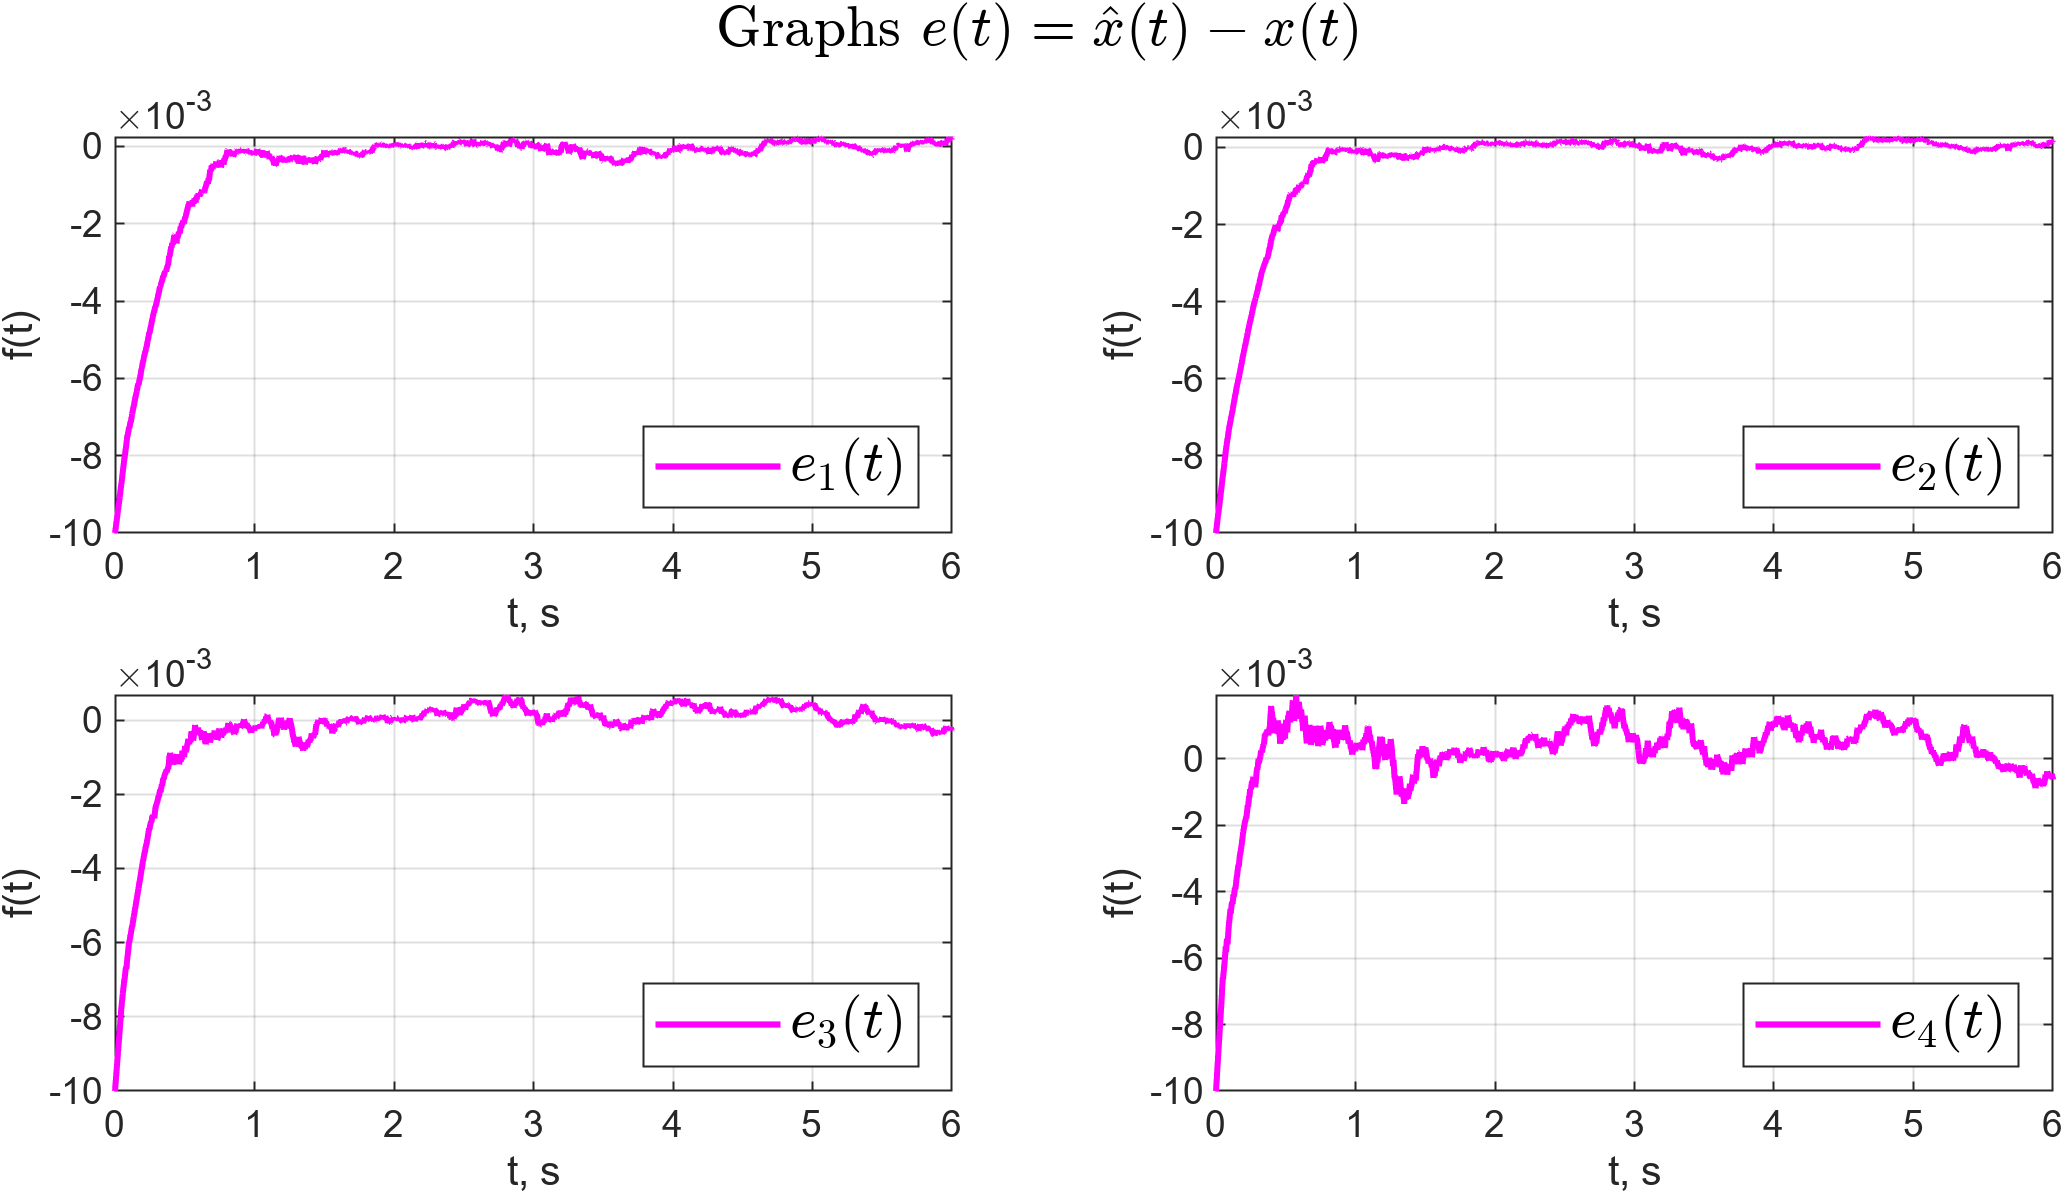 Graphs e(t) = x̂(t) − x(t)
×10⁻³
0
-2
-4
-6
-8
-10
f(t)
0 1 2 3 4 5 6
t, s
e₁(t)
×10⁻³
0
-2
-4
-6
-8
-10
f(t)
0 1 2 3 4 5 6
t, s
e₂(t)
×10⁻³
0
-2
-4
-6
-8
-10
f(t)
0 1 2 3 4 5 6
t, s
e₃(t)
×10⁻³
0
-2
-4
-6
-8
-10
f(t)
0 1 2 3 4 5 6
t, s
e₄(t)